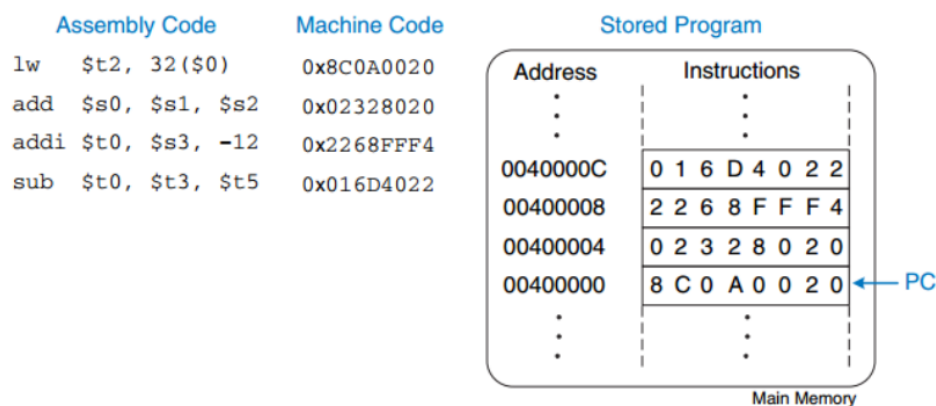 Assembly Code Machine Code Stored Program
lw $t2, 32($0) 0x8C0A0020
add $s0, $s1, $s2 0x02328020
addi $t0, $s3, -12 0x2268FFF4
sub $t0, $t3, $t5 0x016D4022
Address Instructions
0040000C 0 1 6 D 4 0 2 2
00400008 2 2 6 8 F F F 4
00400004 0 2 3 2 8 0 2 0
00400000 8 C 0 A 0 0 2 0 PC
Main Memory